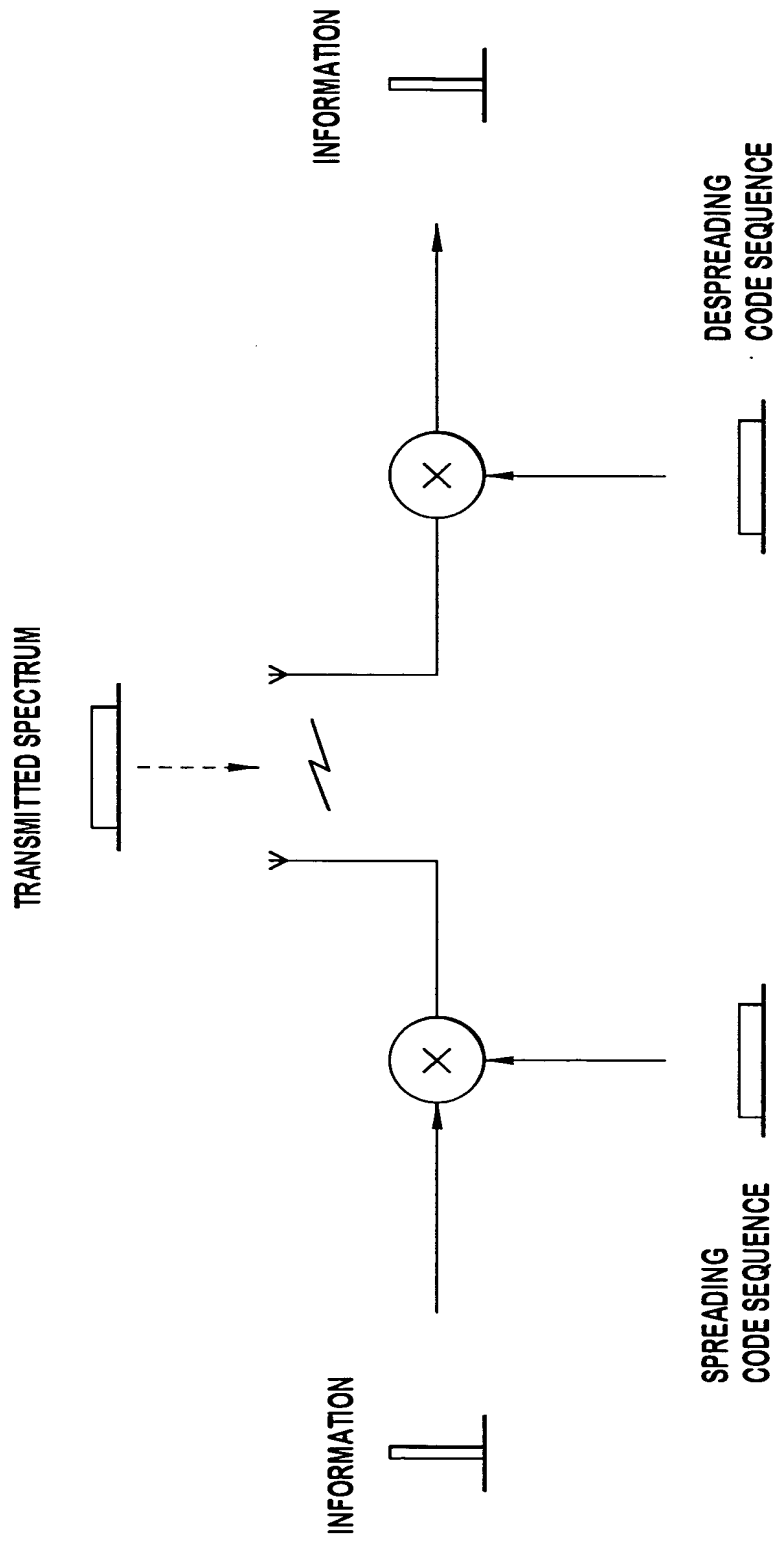 TRANSMITTED SPECTRUM
INFORMATION
INFORMATION
SPREADING
CODE SEQUENCE
DESPREADING
CODE SEQUENCE